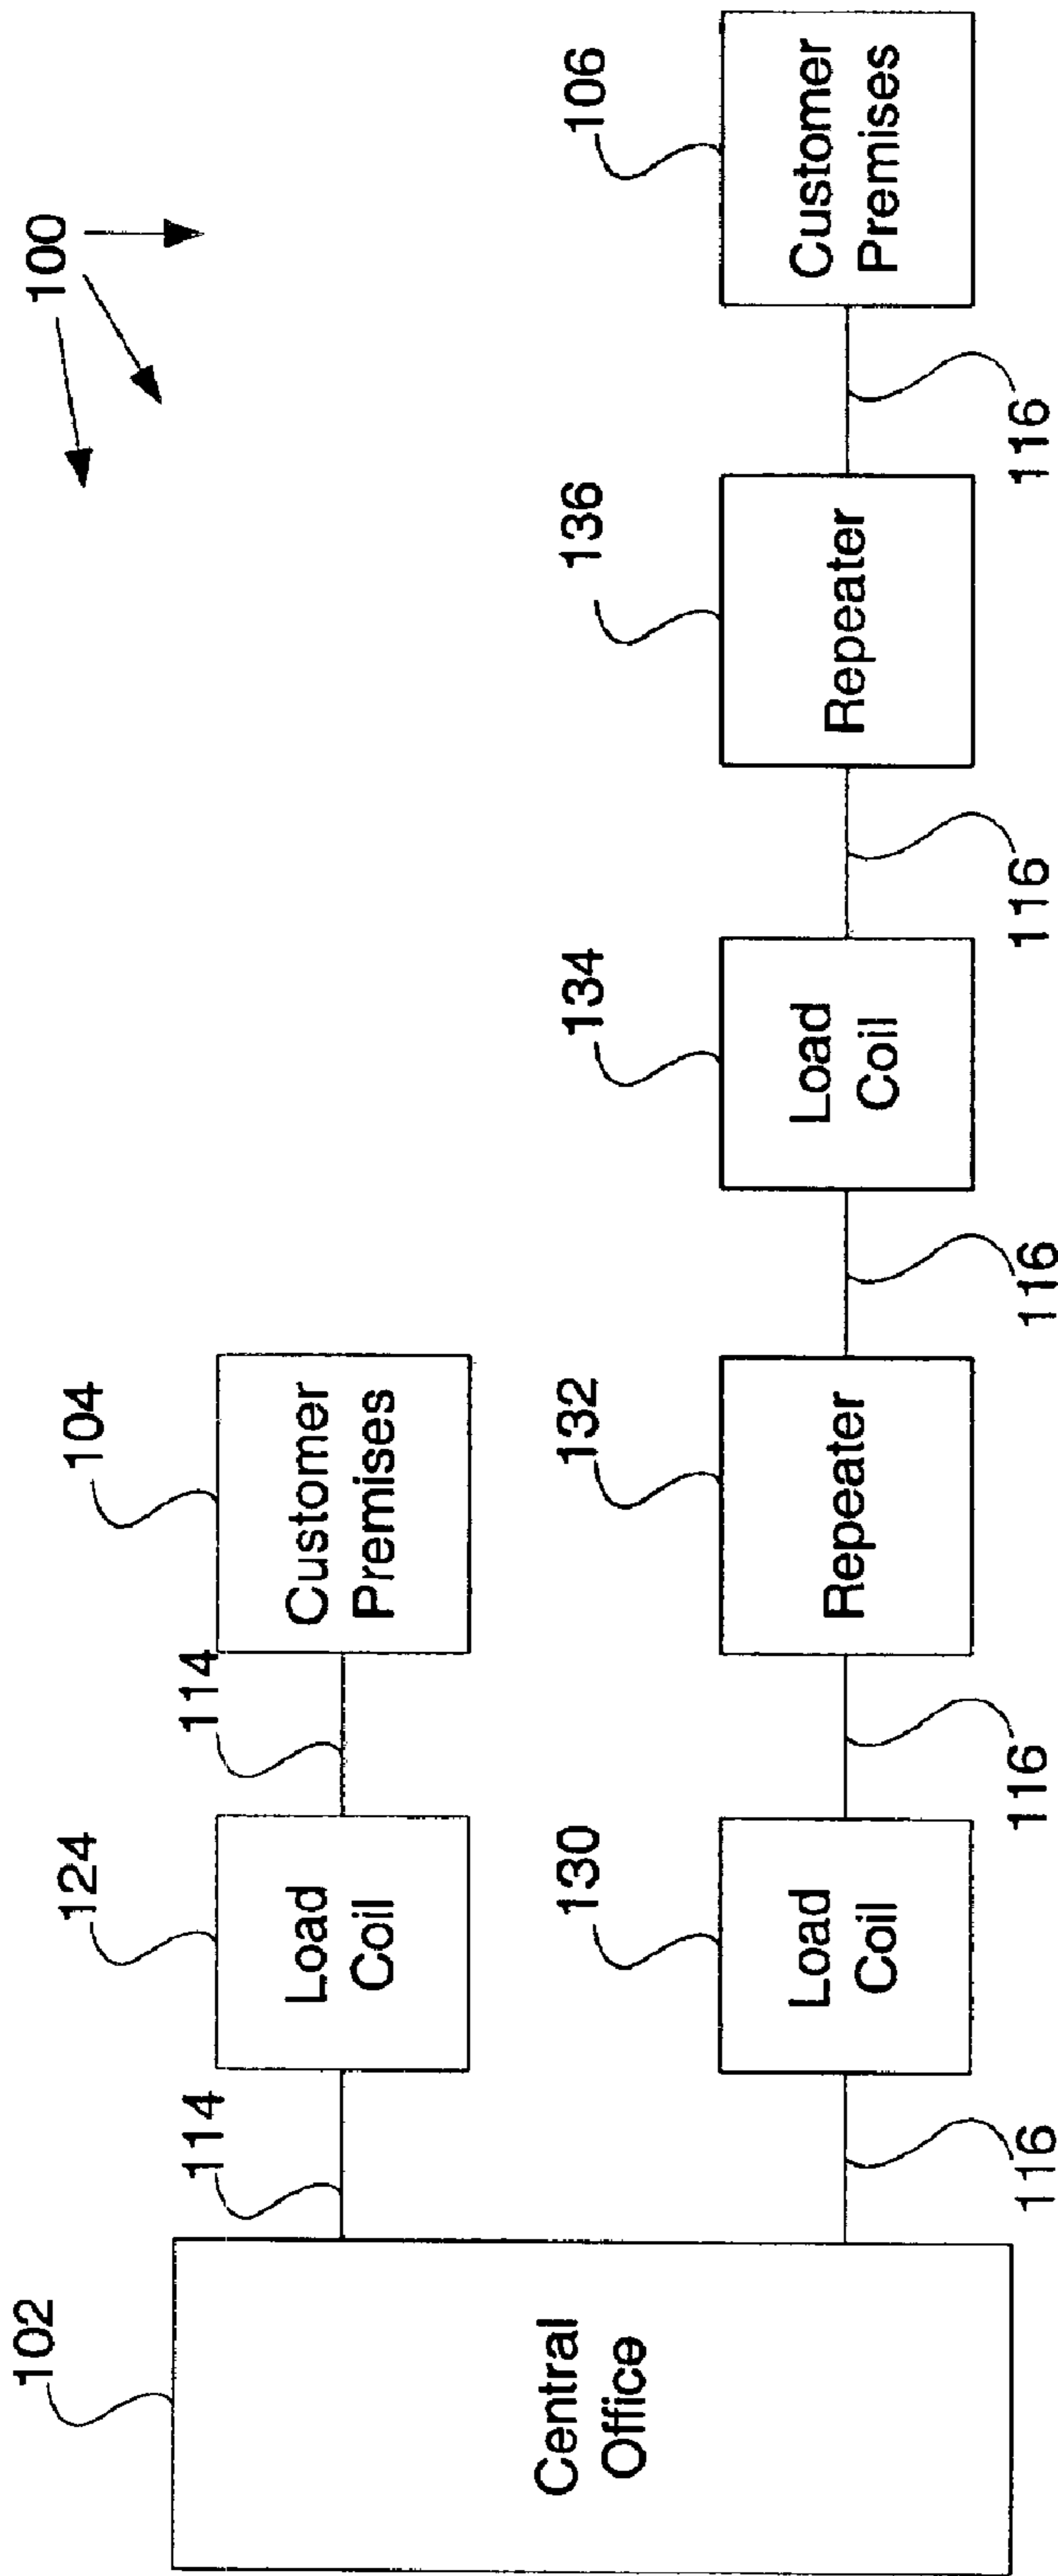 100
102
114
124
114
104
Central
Office
Load
Coil
Customer
Premises
130
132
134
136
106
Load
Coil
Repeater
Load
Coil
Repeater
Customer
Premises
116
116
116
116
116